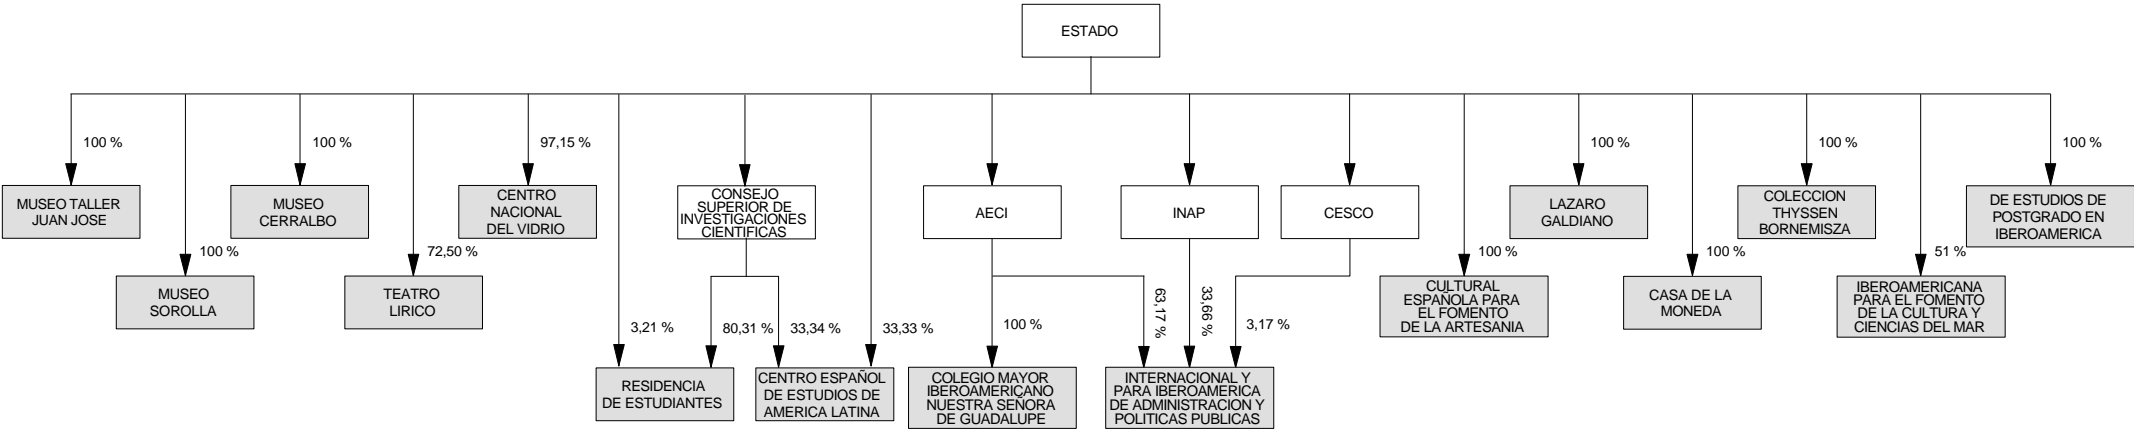 ESTADO
100 %
100 %
97,15 %
100 %
100 %
100 %
MUSEO TALLER
JUAN JOSE
MUSEO
CERRALBO
CENTRO
NACIONAL
DEL VIDRIO
CONSEJO
SUPERIOR DE
INVESTIGACIONES
CIENTIFICAS
AECI
INAP
CESCO
LAZARO
GALDIANO
COLECCION
THYSSEN
BORNEMISZA
DE ESTUDIOS DE
POSTGRADO EN
IBEROAMERICA
100 %
72,50 %
100 %
100 %
51 %
MUSEO
SOROLLA
TEATRO
LIRICO
CULTURAL
ESPAÑOLA PARA
EL FOMENTO
DE LA ARTESANIA
CASA DE LA
MONEDA
IBEROAMERICANA
PARA EL FOMENTO
DE LA CULTURA Y
CIENCIAS DEL MAR
3,21 %
80,31 %
33,34 %
33,33 %
100 %
63,17 %
33,66 %
3,17 %
RESIDENCIA
DE ESTUDIANTES
CENTRO ESPAÑOL
DE ESTUDIOS DE
AMERICA LATINA
COLEGIO MAYOR
IBEROAMERICANO
NUESTRA SEÑORA
DE GUADALUPE
INTERNACIONAL Y
PARA IBEROAMERICA
DE ADMINISTRACION Y
POLITICAS PUBLICAS